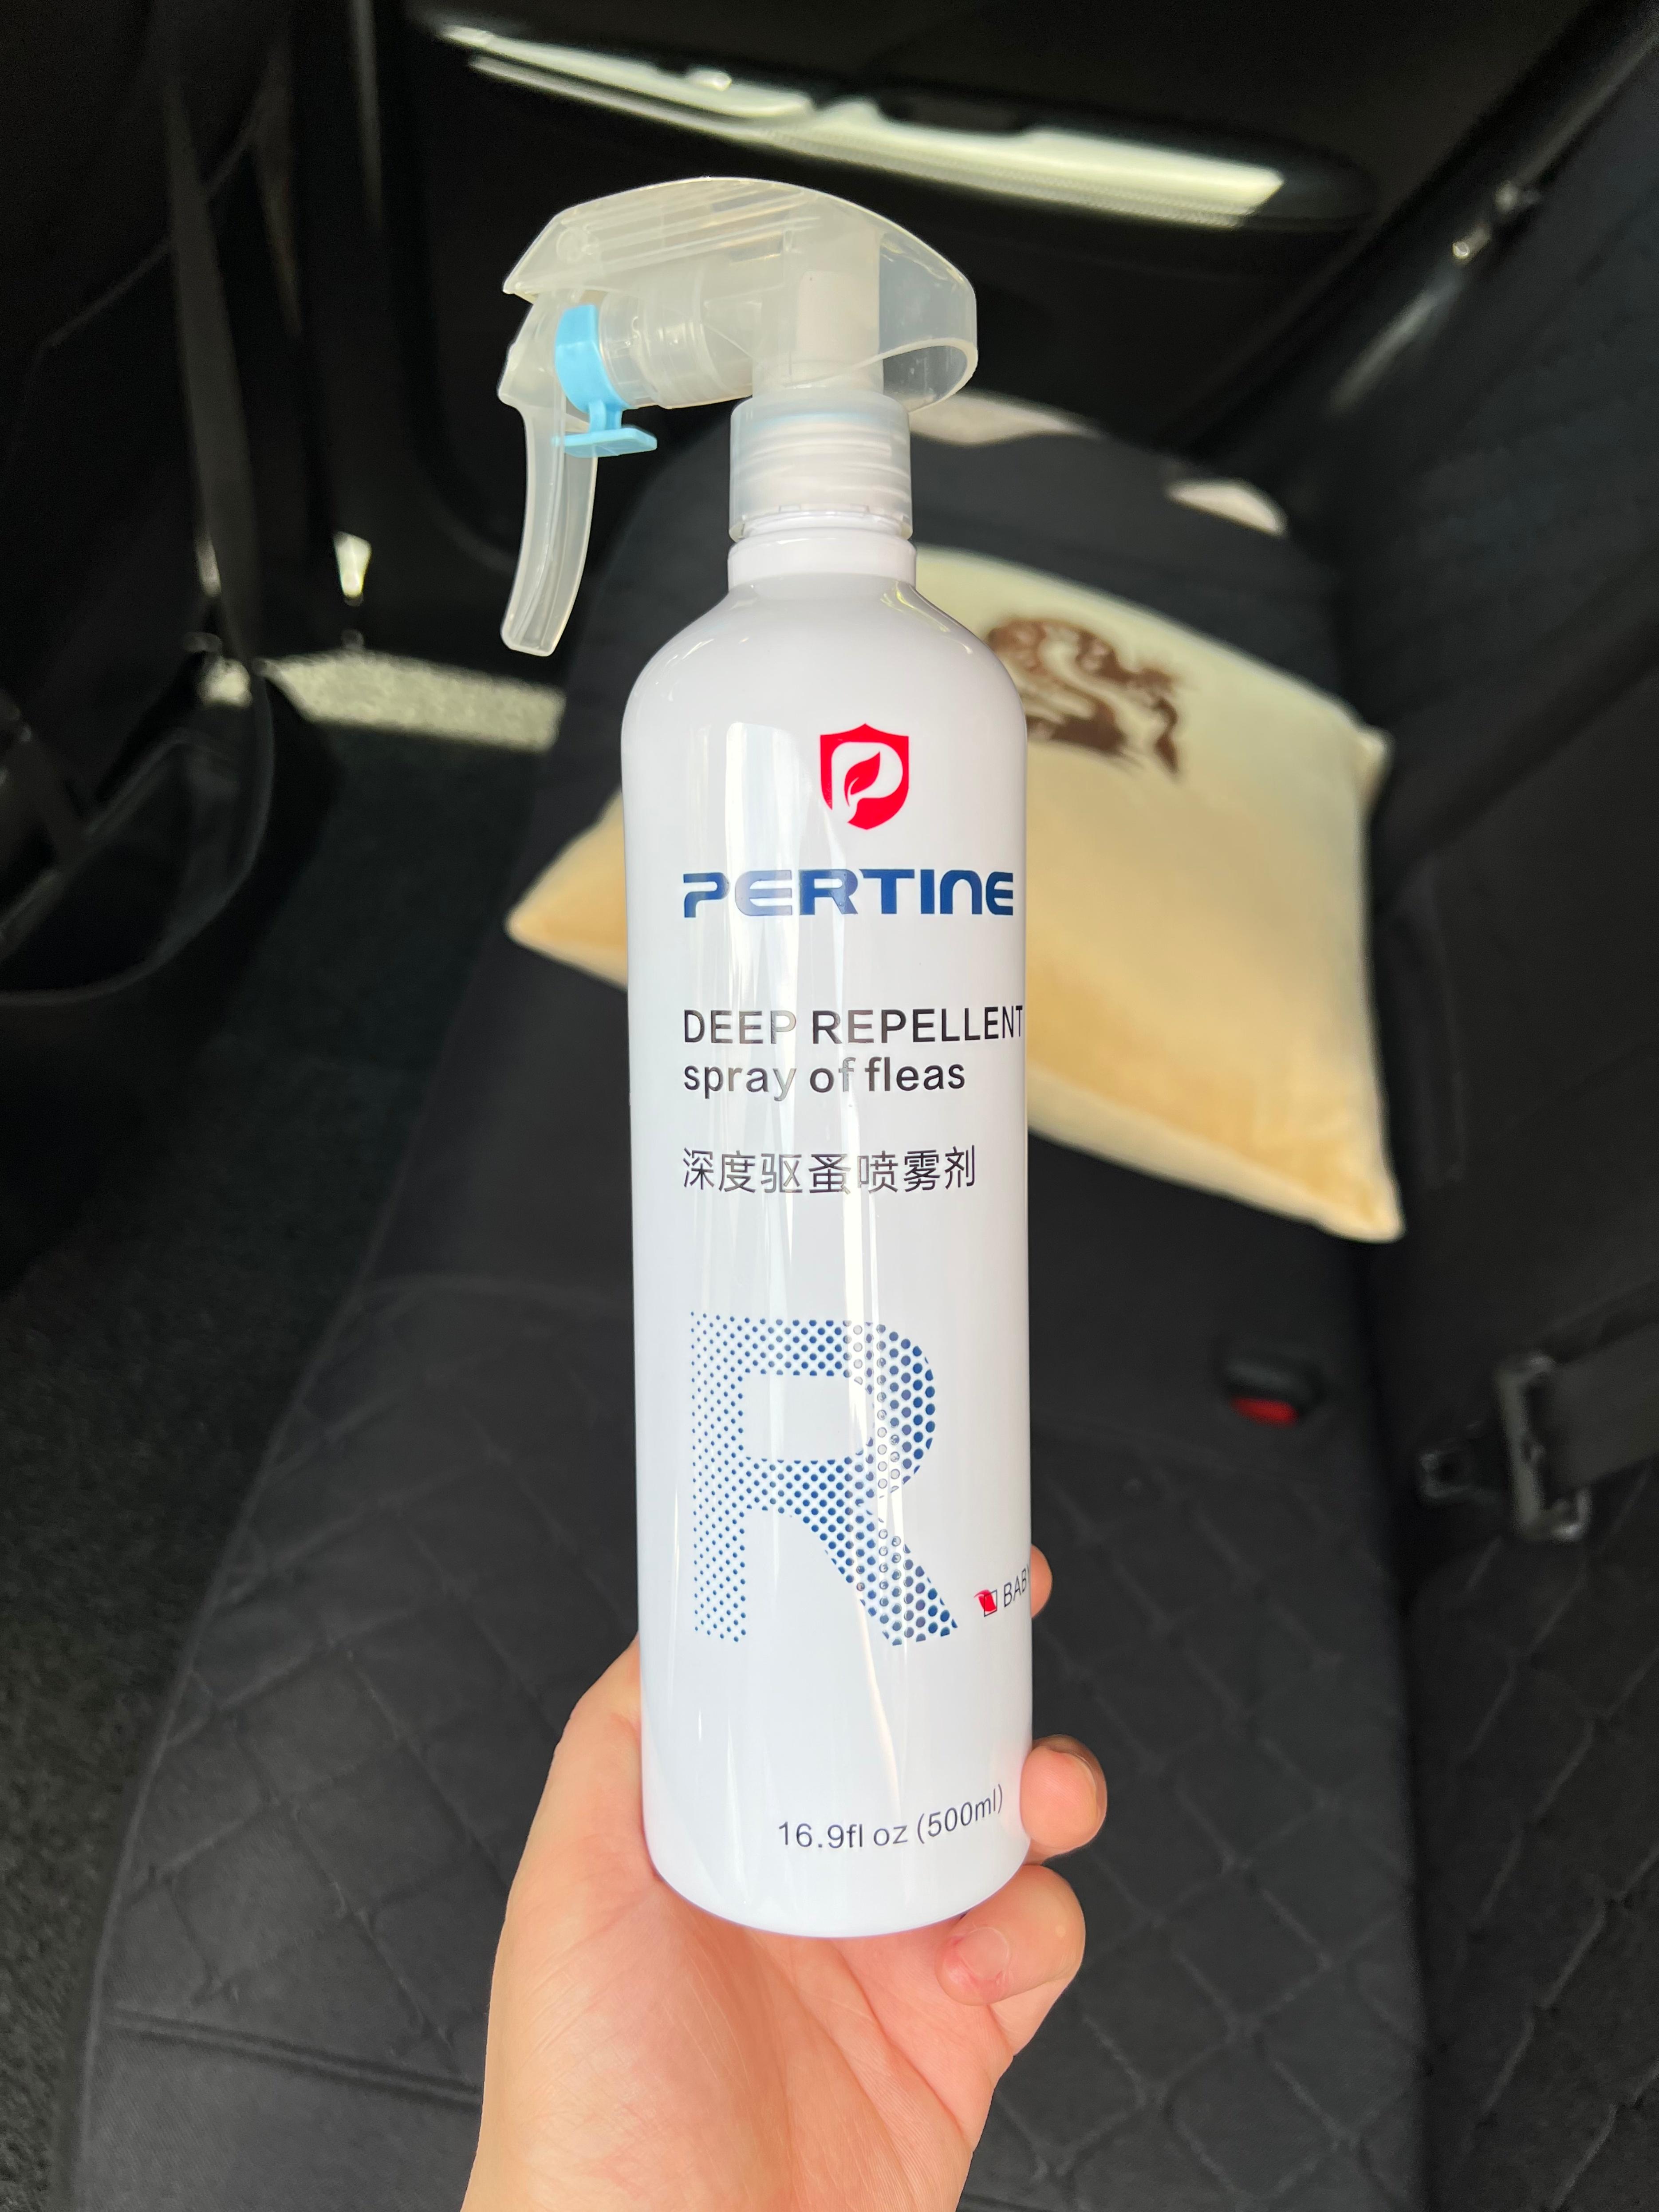 PERTINE
DEEP REPELLENT
spray of fleas
深度驱蚤喷雾剂
R
16.9fl oz (500ml)